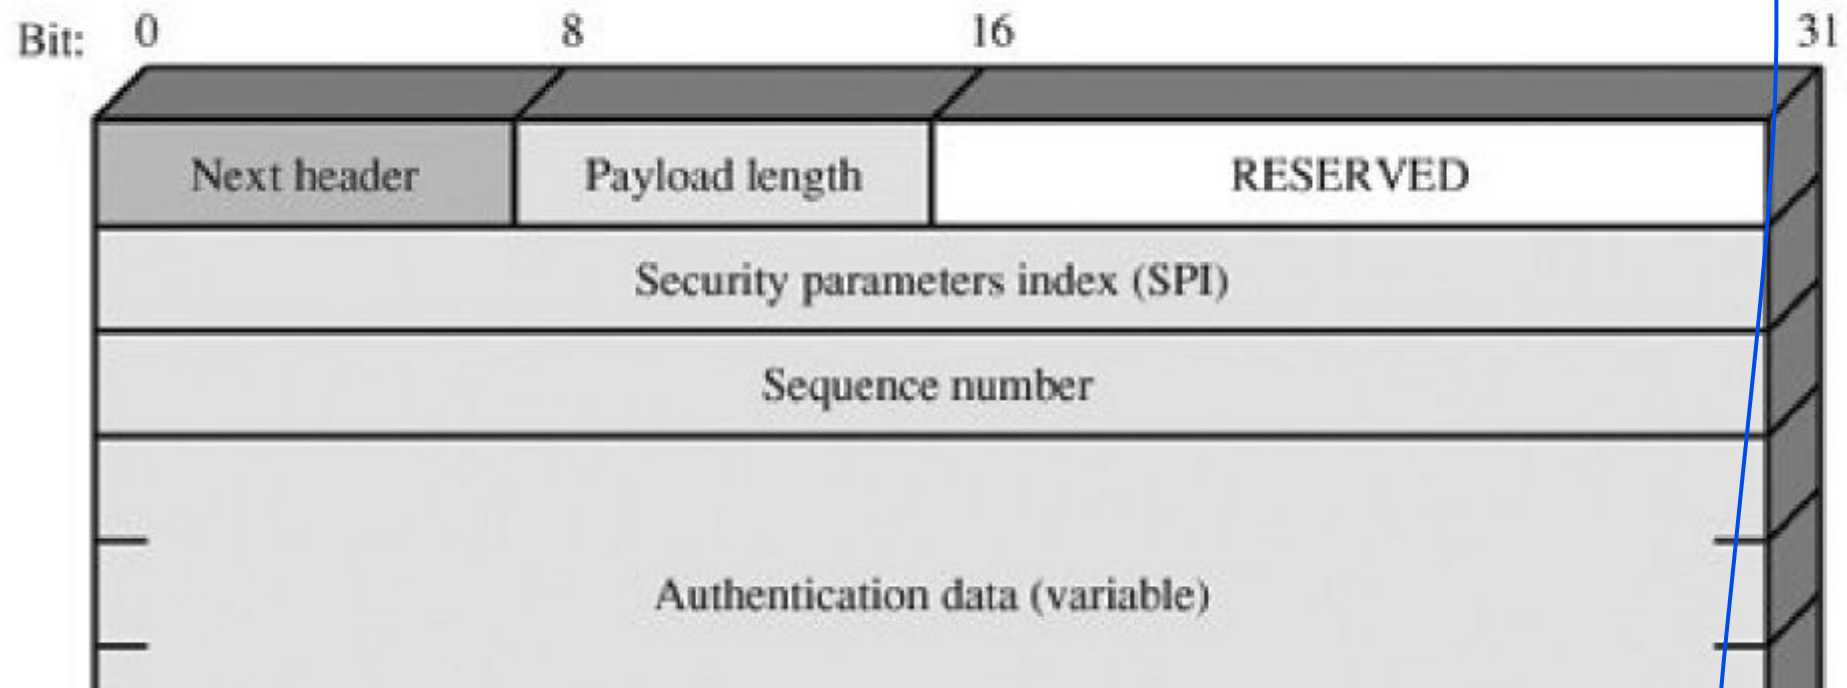 Bit: 0 8 16 31
Next header Payload length RESERVED
Security parameters index (SPI)
Sequence number
Authentication data (variable)